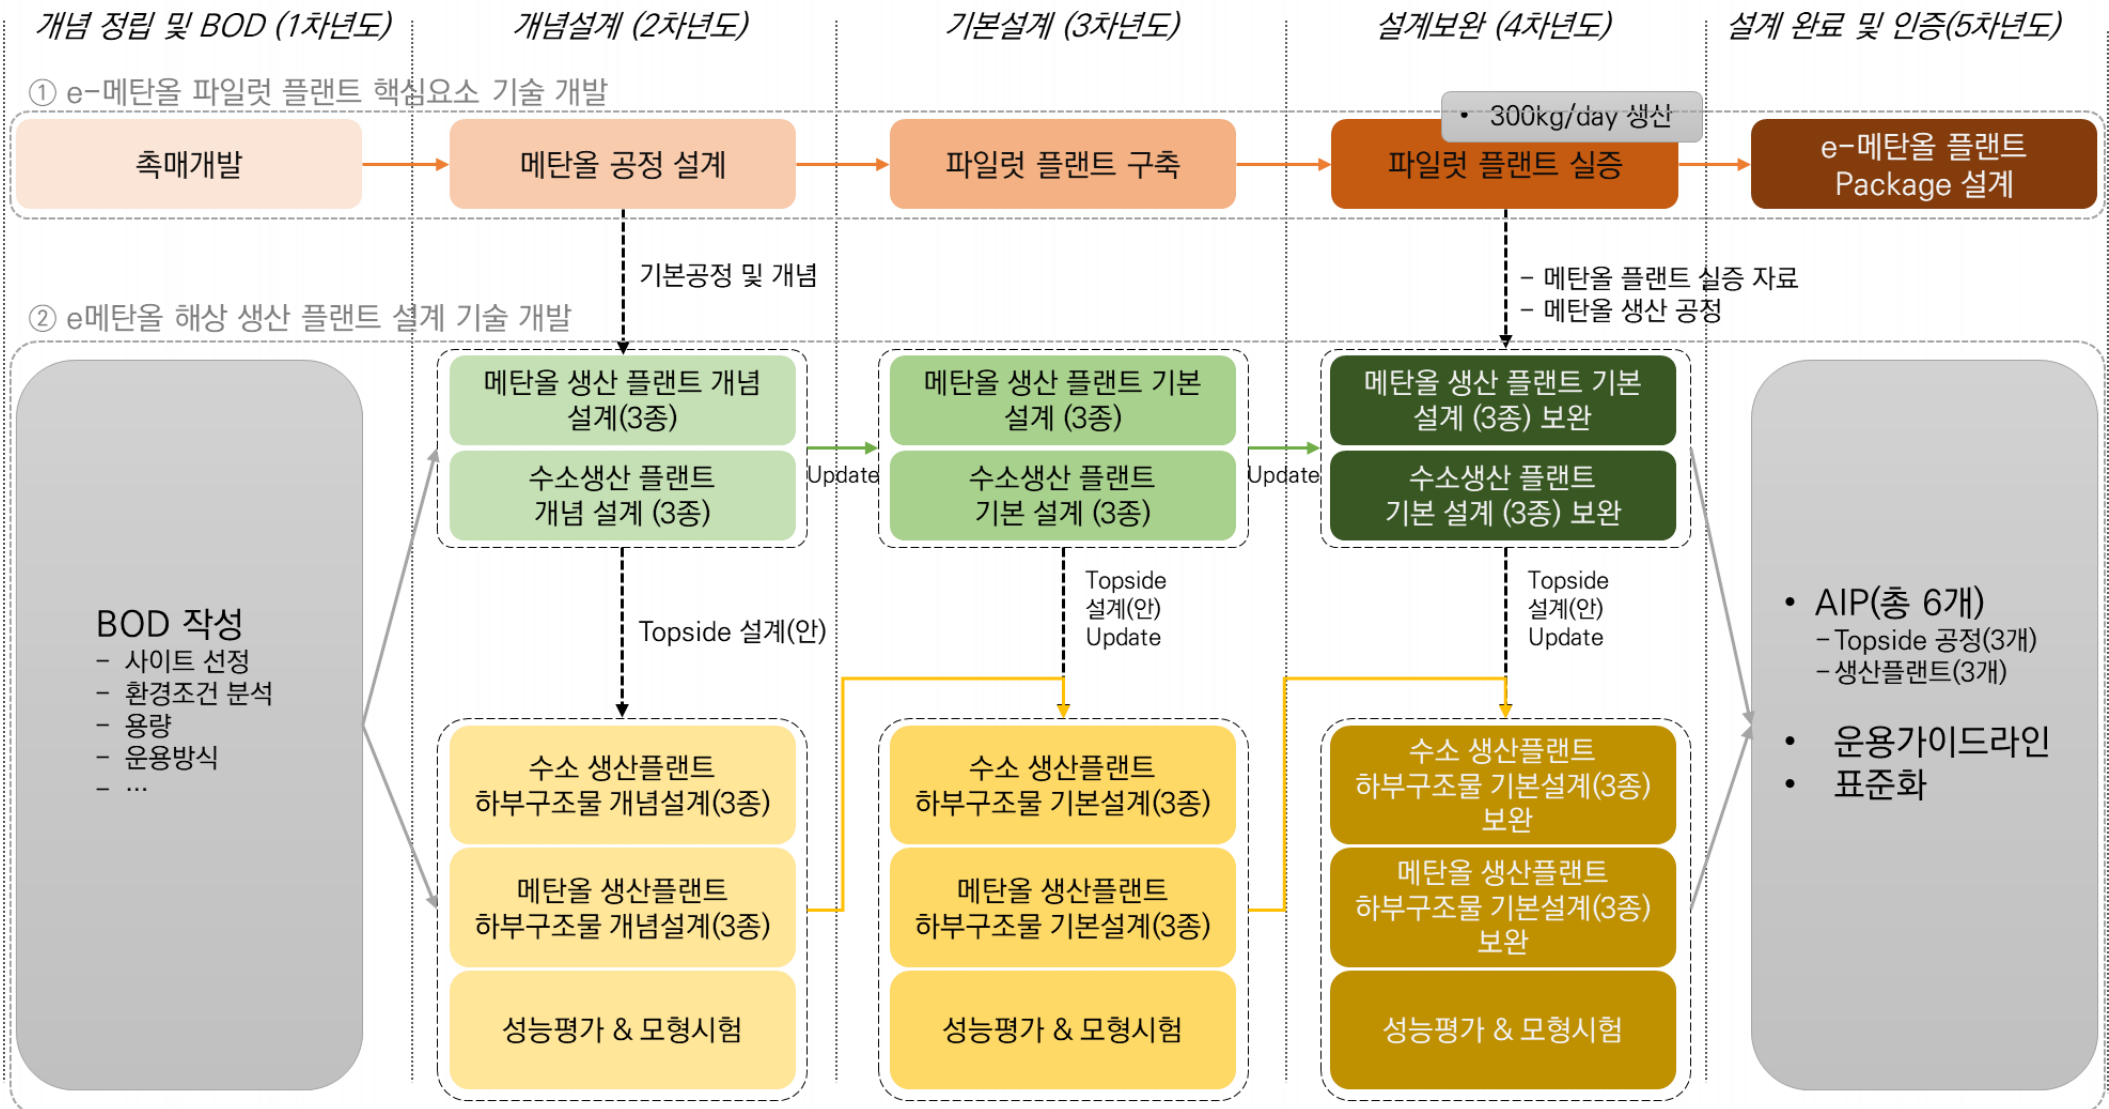 개념 정립 및 BOD (1차년도)
개념설계 (2차년도)
기본설계 (3차년도)
설계보완 (4차년도)
설계 완료 및 인증(5차년도)
① e-메탄올 파일럿 플랜트 핵심요소 기술 개발
• 300kg/day 생산
촉매개발
메탄올 공정 설계
파일럿 플랜트 구축
파일럿 플랜트 실증
e-메탄올 플랜트
Package 설계
기본공정 및 개념
- 메탄올 플랜트 실증 자료
- 메탄올 생산 공정
② e메탄올 해상 생산 플랜트 설계 기술 개발
BOD 작성
- 사이트 선정
- 환경조건 분석
- 용량
- 운용방식
- ...
메탄올 생산 플랜트 개념
설계(3종)
수소생산 플랜트
개념 설계 (3종)
Update
메탄올 생산 플랜트 기본
설계 (3종)
수소생산 플랜트
기본 설계 (3종)
Update
메탄올 생산 플랜트 기본
설계 (3종) 보완
수소생산 플랜트
기본 설계 (3종) 보완
Topside 설계(안)
Topside
설계(안)
Update
Topside
설계(안)
Update
수소 생산플랜트
하부구조물 개념설계(3종)
메탄올 생산플랜트
하부구조물 개념설계(3종)
성능평가 & 모형시험
수소 생산플랜트
하부구조물 기본설계(3종)
메탄올 생산플랜트
하부구조물 기본설계(3종)
성능평가 & 모형시험
수소 생산플랜트
하부구조물 기본설계(3종)
보완
메탄올 생산플랜트
하부구조물 기본설계(3종)
보완
성능평가 & 모형시험
• AIP(총 6개)
- Topside 공정(3개)
- 생산플랜트(3개)
• 운용가이드라인
• 표준화